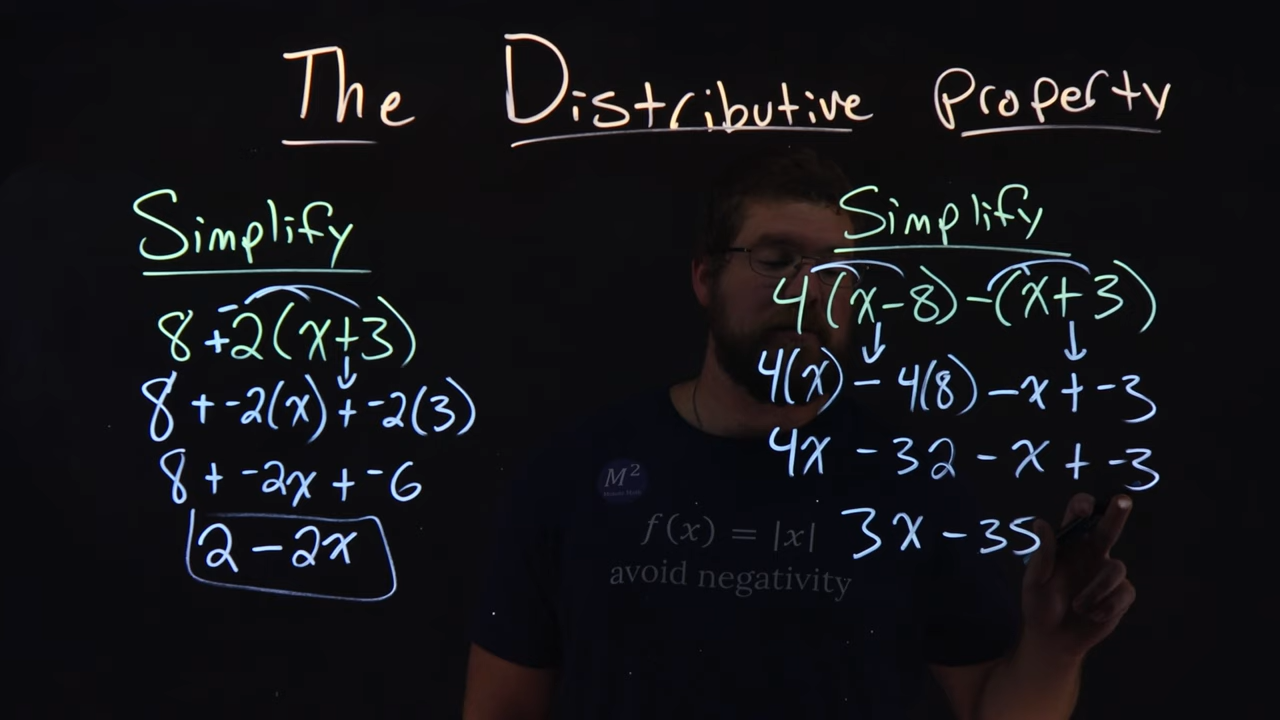 The Distributive Property
Simplify
8 + -2(x+3)
8 + -2(x) + -2(3)
8 + -2x + -6
2 - 2x
Simplify
4(x-8) - (x+3)
4(x) - 4(8) - x + -3
4x - 32 - x + -3
3x - 35
M²
f(x) = |x|
avoid negativity